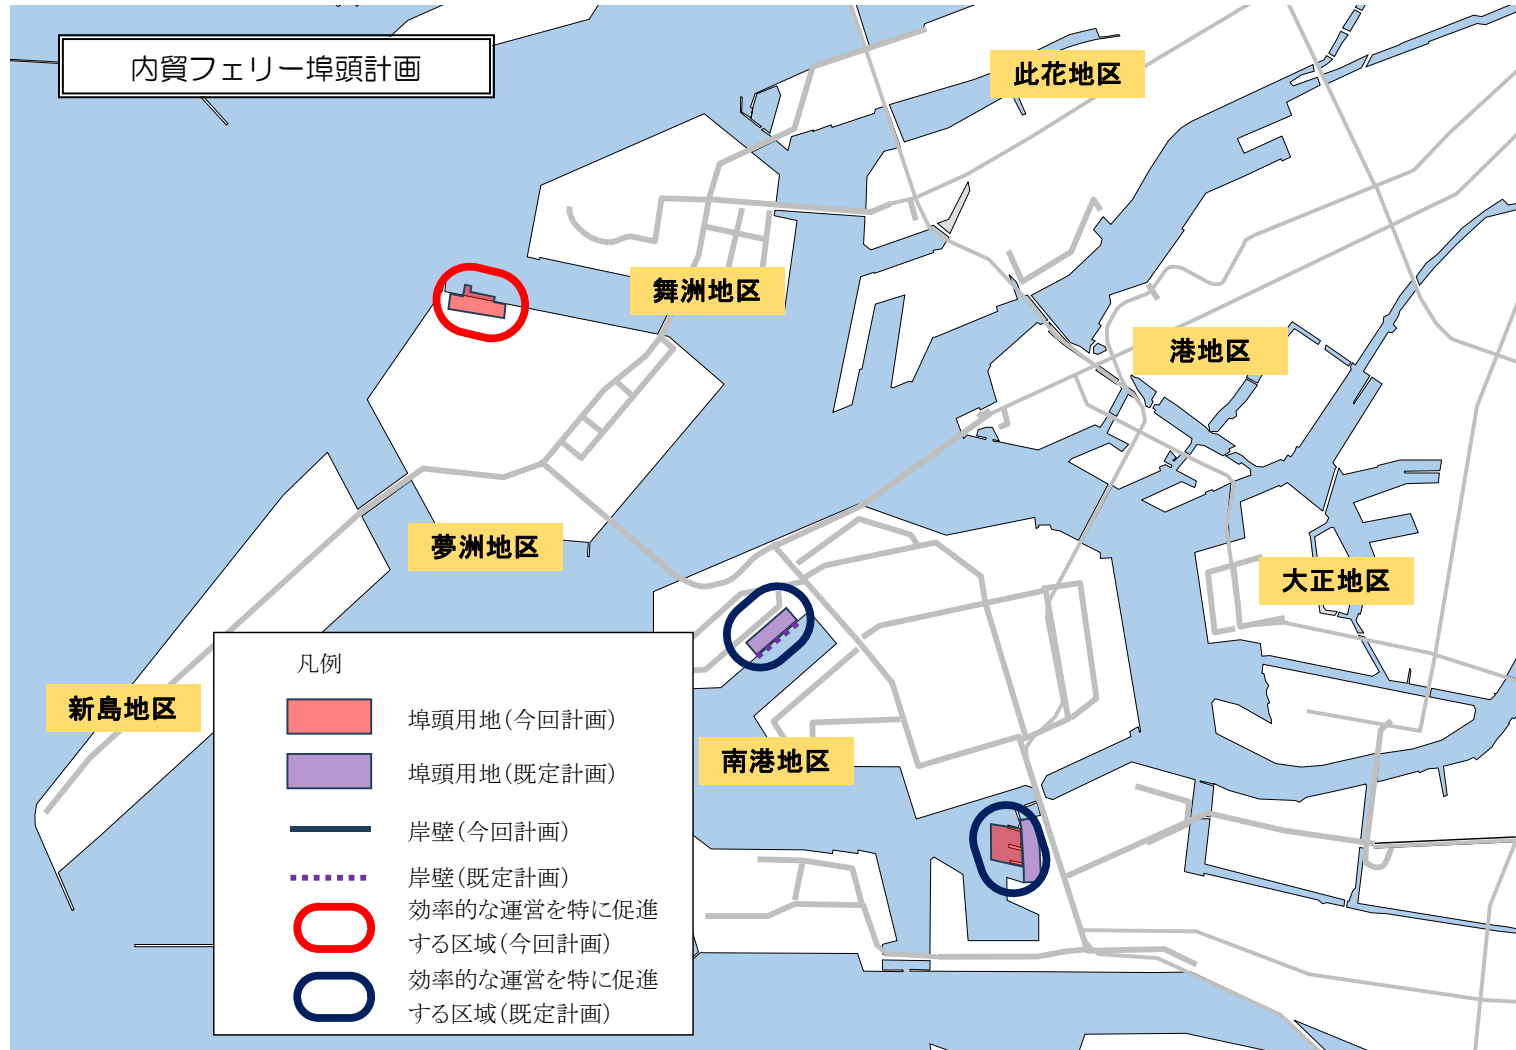 内貿フェリー埠頭計画
此花地区
舞洲地区
港地区
夢洲地区
大正地区
新島地区
南港地区
凡例
埠頭用地(今回計画)
埠頭用地(既定計画)
岸壁(今回計画)
岸壁(既定計画)
効率的な運営を特に促進
する区域(今回計画)
効率的な運営を特に促進
する区域(既定計画)